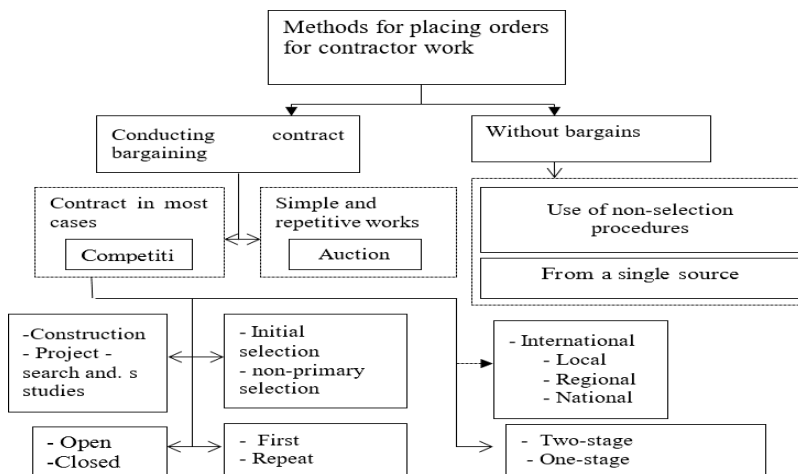 Methods for placing orders
for contractor work
Conducting contract
bargaining
Without bargains
Contract in most
cases
Competiti
Simple and
repetitive works
Auction
Use of non-selection
procedures
From a single source
-Construction
- Project -
search and. s
studies
- Initial
selection
- non-primary
selection
- International
- Local
- Regional
- National
- Open
-Closed
- First
- Repeat
- Two-stage
- One-stage